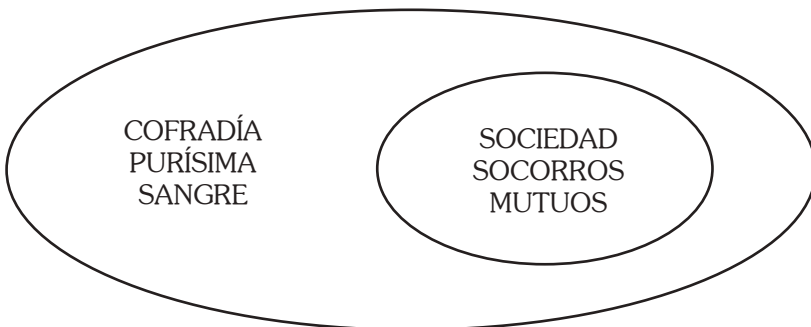 COFRADÍA
PURÍSIMA
SANGRE
SOCIEDAD
SOCORROS
MUTUOS